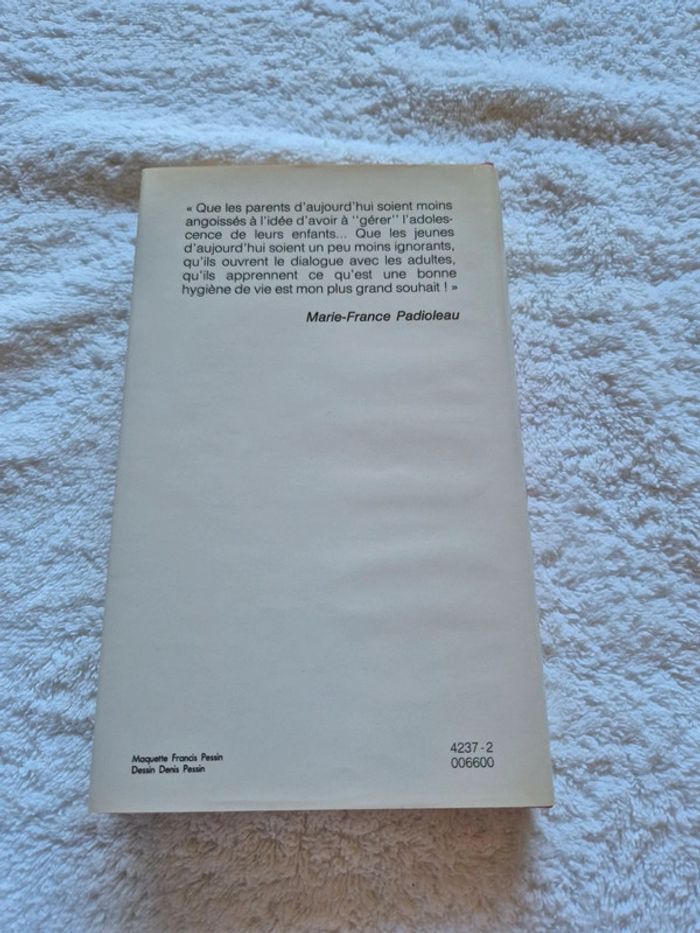 « Que les parents d'aujourd'hui soient moins
angoissés à l'idée d'avoir à "gérer" l'adoles-
cence de leurs enfants... Que les jeunes
d'aujourd'hui soient un peu moins ignorants,
qu'ils ouvrent le dialogue avec les adultes,
qu'ils apprennent ce qu'est une bonne
hygiène de vie est mon plus grand souhait ! »
Marie-France Padioleau
Maquette Francis Pessin
Dessin Denis Pessin
4237-2
006600